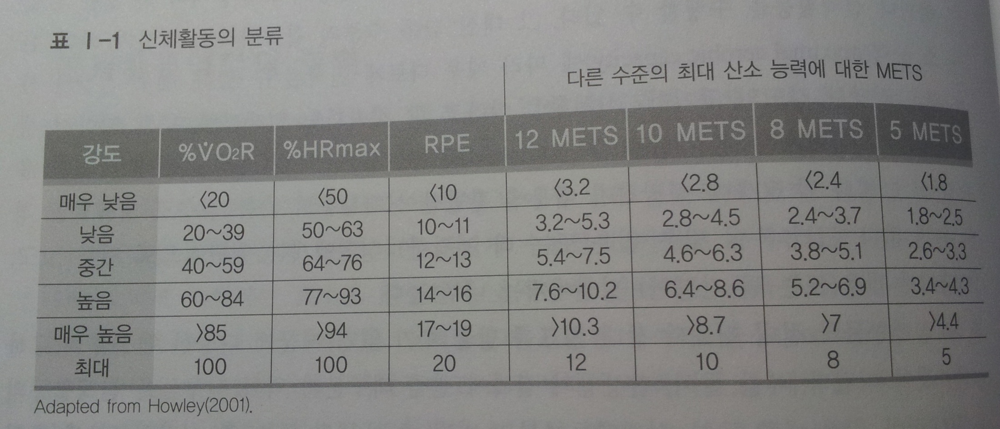 표 Ⅰ-1 신체활동의 분류
다른 수준의 최대 산소 능력에 대한 METS
강도 %V̇O₂R %HRmax RPE 12 METS 10 METS 8 METS 5 METS
매우 낮음 〈20 〈50 〈10 〈3.2 〈2.8 〈2.4 〈1.8
낮음 20~39 50~63 10~11 3.2~5.3 2.8~4.5 2.4~3.7 1.8~2.5
중간 40~59 64~76 12~13 5.4~7.5 4.6~6.3 3.8~5.1 2.6~3.3
높음 60~84 77~93 14~16 7.6~10.2 6.4~8.6 5.2~6.9 3.4~4.3
매우 높음 〉85 〉94 17~19 〉10.3 〉8.7 〉7 〉4.4
최대 100 100 20 12 10 8 5
Adapted from Howley(2001).